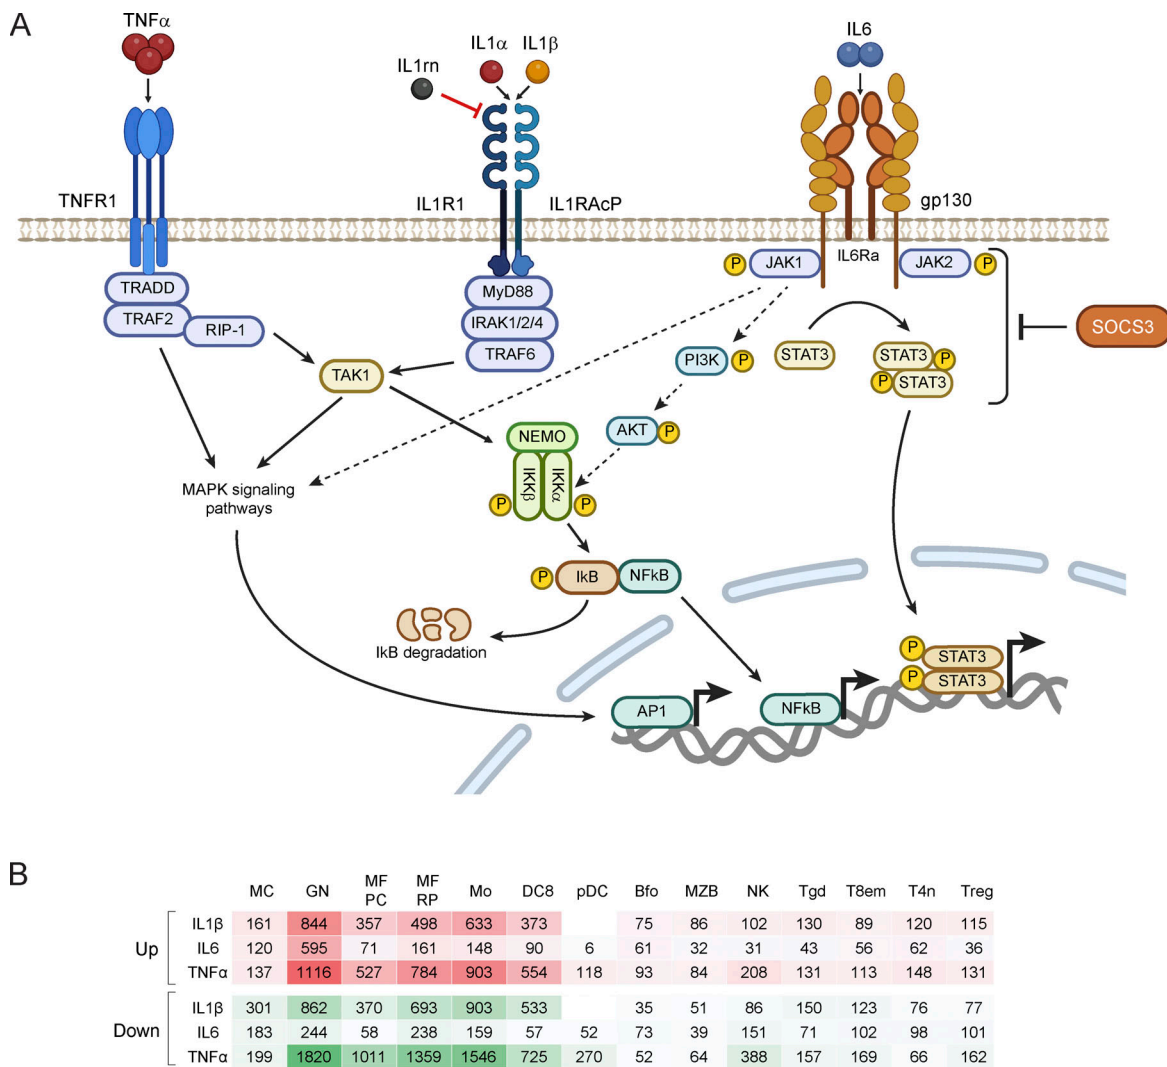 A
TNFα
IL1rn
IL1α
IL1β
IL6
TNFR1
IL1R1
IL1RAcP
gp130
IL6Ra
P
JAK1
JAK2
P
TRADD
TRAF2
RIP-1
MyD88
IRAK1/2/4
TRAF6
TAK1
PI3K
P
STAT3
STAT3
P
P
STAT3
SOCS3
AKT
P
NEMO
IKKβ
IKKα
P
P
MAPK signaling
pathways
P
IkB
NFkB
IkB degradation
AP1
NFkB
P
STAT3
P
STAT3
B
MC GN MF PC MF RP Mo DC8 pDC Bfo MZB NK Tgd T8em T4n Treg
Up
IL1β 161 844 357 498 633 373 75 86 102 130 89 120 115
IL6 120 595 71 161 148 90 6 61 32 31 43 56 62 36
TNFα 137 1116 527 784 903 554 118 93 84 208 131 113 148 131
Down
IL1β 301 862 370 693 903 533 35 51 86 150 123 76 77
IL6 183 244 58 238 159 57 52 73 39 151 71 102 98 101
TNFα 199 1820 1011 1359 1546 725 270 52 64 388 157 169 66 162